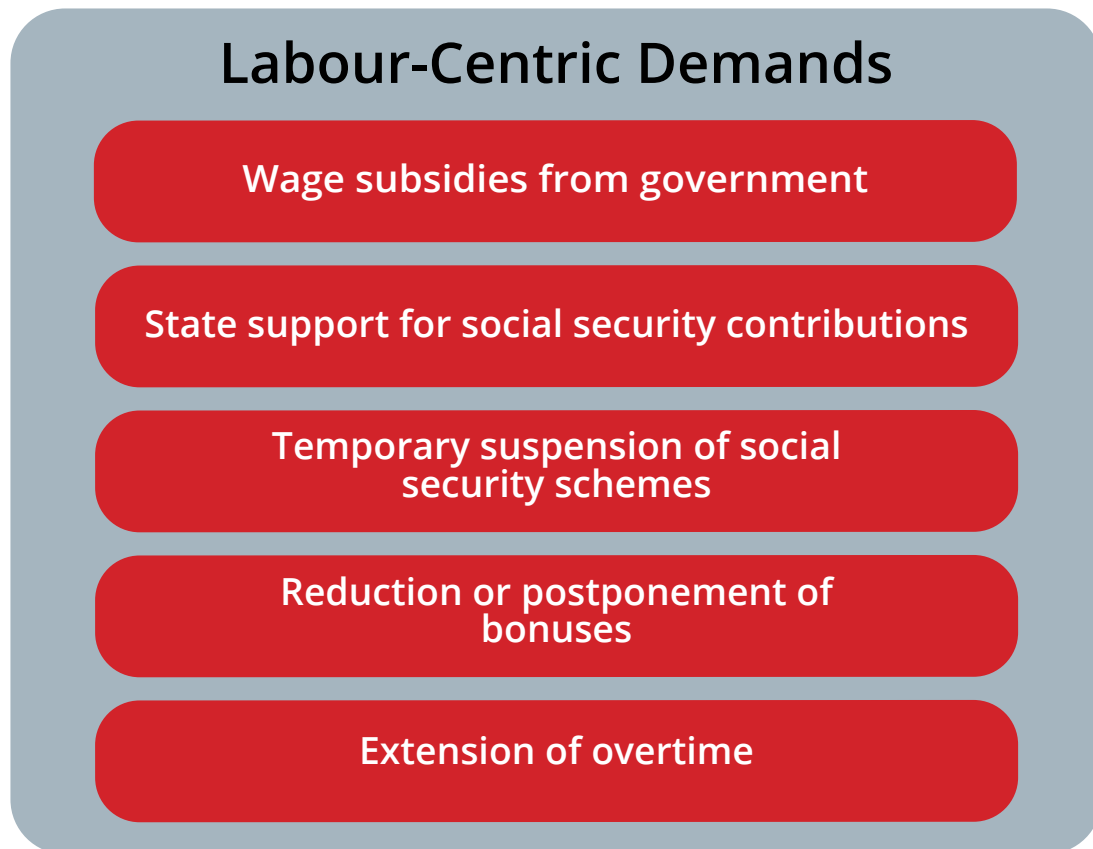 Labour-Centric Demands
Wage subsidies from government
State support for social security contributions
Temporary suspension of social
security schemes
Reduction or postponement of
bonuses
Extension of overtime